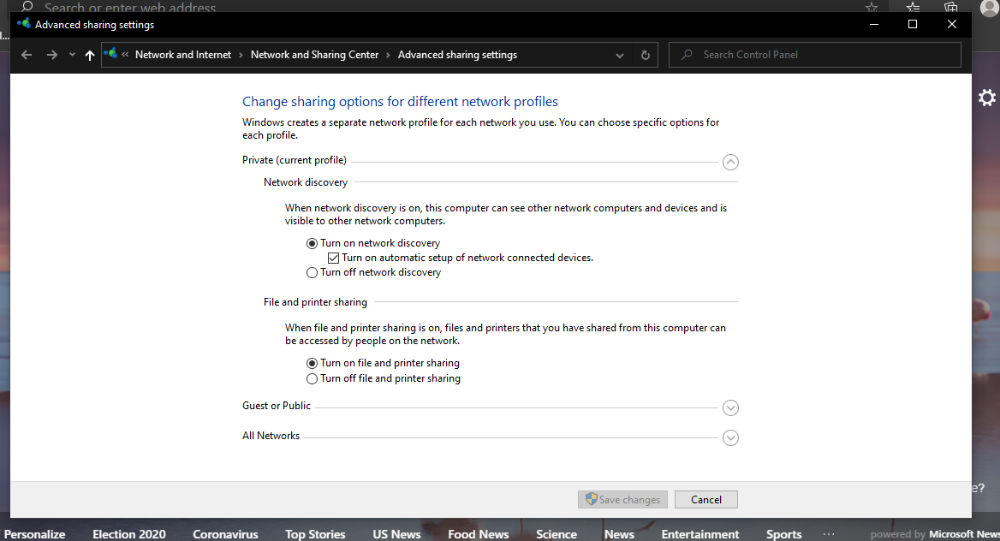 Search or enter web address
Advanced sharing settings
« Network and Internet › Network and Sharing Center › Advanced sharing settings
Search Control Panel
Change sharing options for different network profiles
Windows creates a separate network profile for each network you use. You can choose specific options for
each profile.
Private (current profile)
Network discovery
When network discovery is on, this computer can see other network computers and devices and is
visible to other network computers.
Turn on network discovery
Turn on automatic setup of network connected devices.
Turn off network discovery
File and printer sharing
When file and printer sharing is on, files and printers that you have shared from this computer can
be accessed by people on the network.
Turn on file and printer sharing
Turn off file and printer sharing
Guest or Public
All Networks
e?
Save changes Cancel
Personalize Election 2020 Coronavirus Top Stories US News Food News Science News Entertainment Sports ... powered by Microsoft News